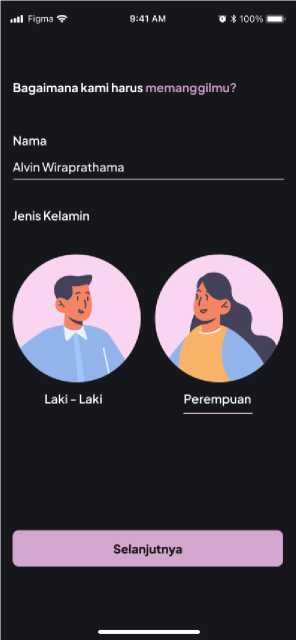 Figma 9:41 AM 100%
Bagaimana kami harus memanggilmu?
Nama
Alvin Wiraprathama
Jenis Kelamin
Laki - Laki Perempuan
Selanjutnya